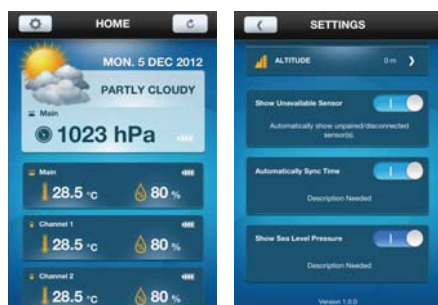 HOME
MON. 5 DEC 2012
PARTLY CLOUDY
Main
1023 hPa
Main
28.5 °C 80 %
Channel 1
28.5 °C 80 %
Channel 2
28.5 °C 80 %
SETTINGS
ALTITUDE 0 m
Show Unavailable Sensor
Automatically show unpaired/disconnected
sensor(s).
Automatically Sync Time
Description Needed
Show Sea Level Pressure
Description Needed
Version 1.0.0